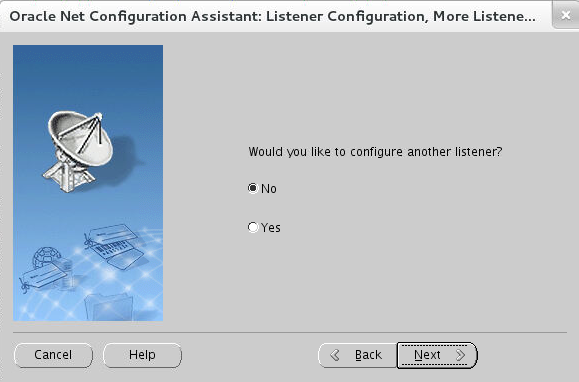 Oracle Net Configuration Assistant: Listener Configuration, More Listene...
Would you like to configure another listener?
No
Yes
Cancel
Help
Back
Next